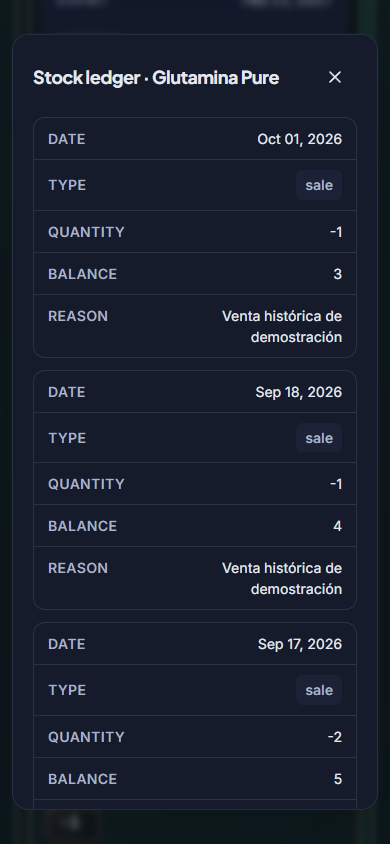 Stock ledger · Glutamina Pure
DATE
Oct 01, 2026
TYPE
sale
QUANTITY
-1
BALANCE
3
REASON
Venta histórica de
demostración
DATE
Sep 18, 2026
TYPE
sale
QUANTITY
-1
BALANCE
4
REASON
Venta histórica de
demostración
DATE
Sep 17, 2026
TYPE
sale
QUANTITY
-2
BALANCE
5